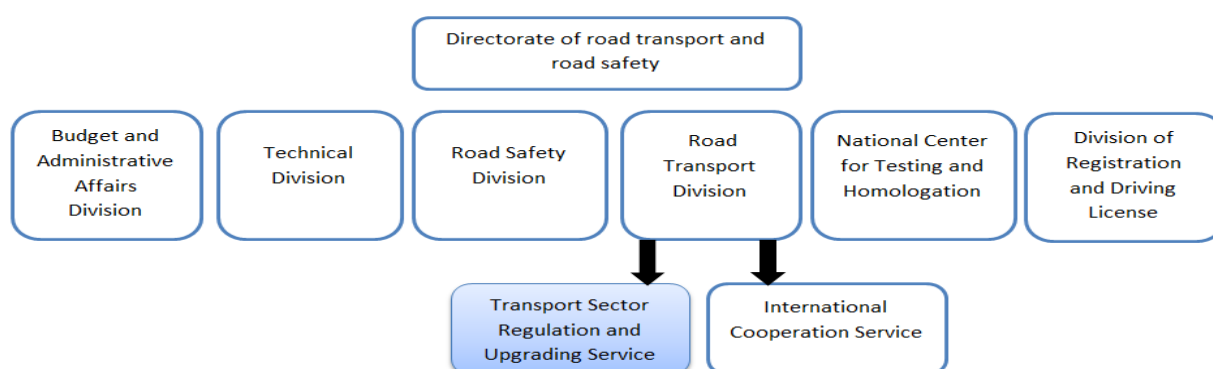 Directorate of road transport and
road safety
Budget and
Administrative
Affairs
Division
Technical
Division
Road Safety
Division
Road
Transport
Division
National Center
for Testing and
Homologation
Division of
Registration
and Driving
License
Transport Sector
Regulation and
Upgrading Service
International
Cooperation Service